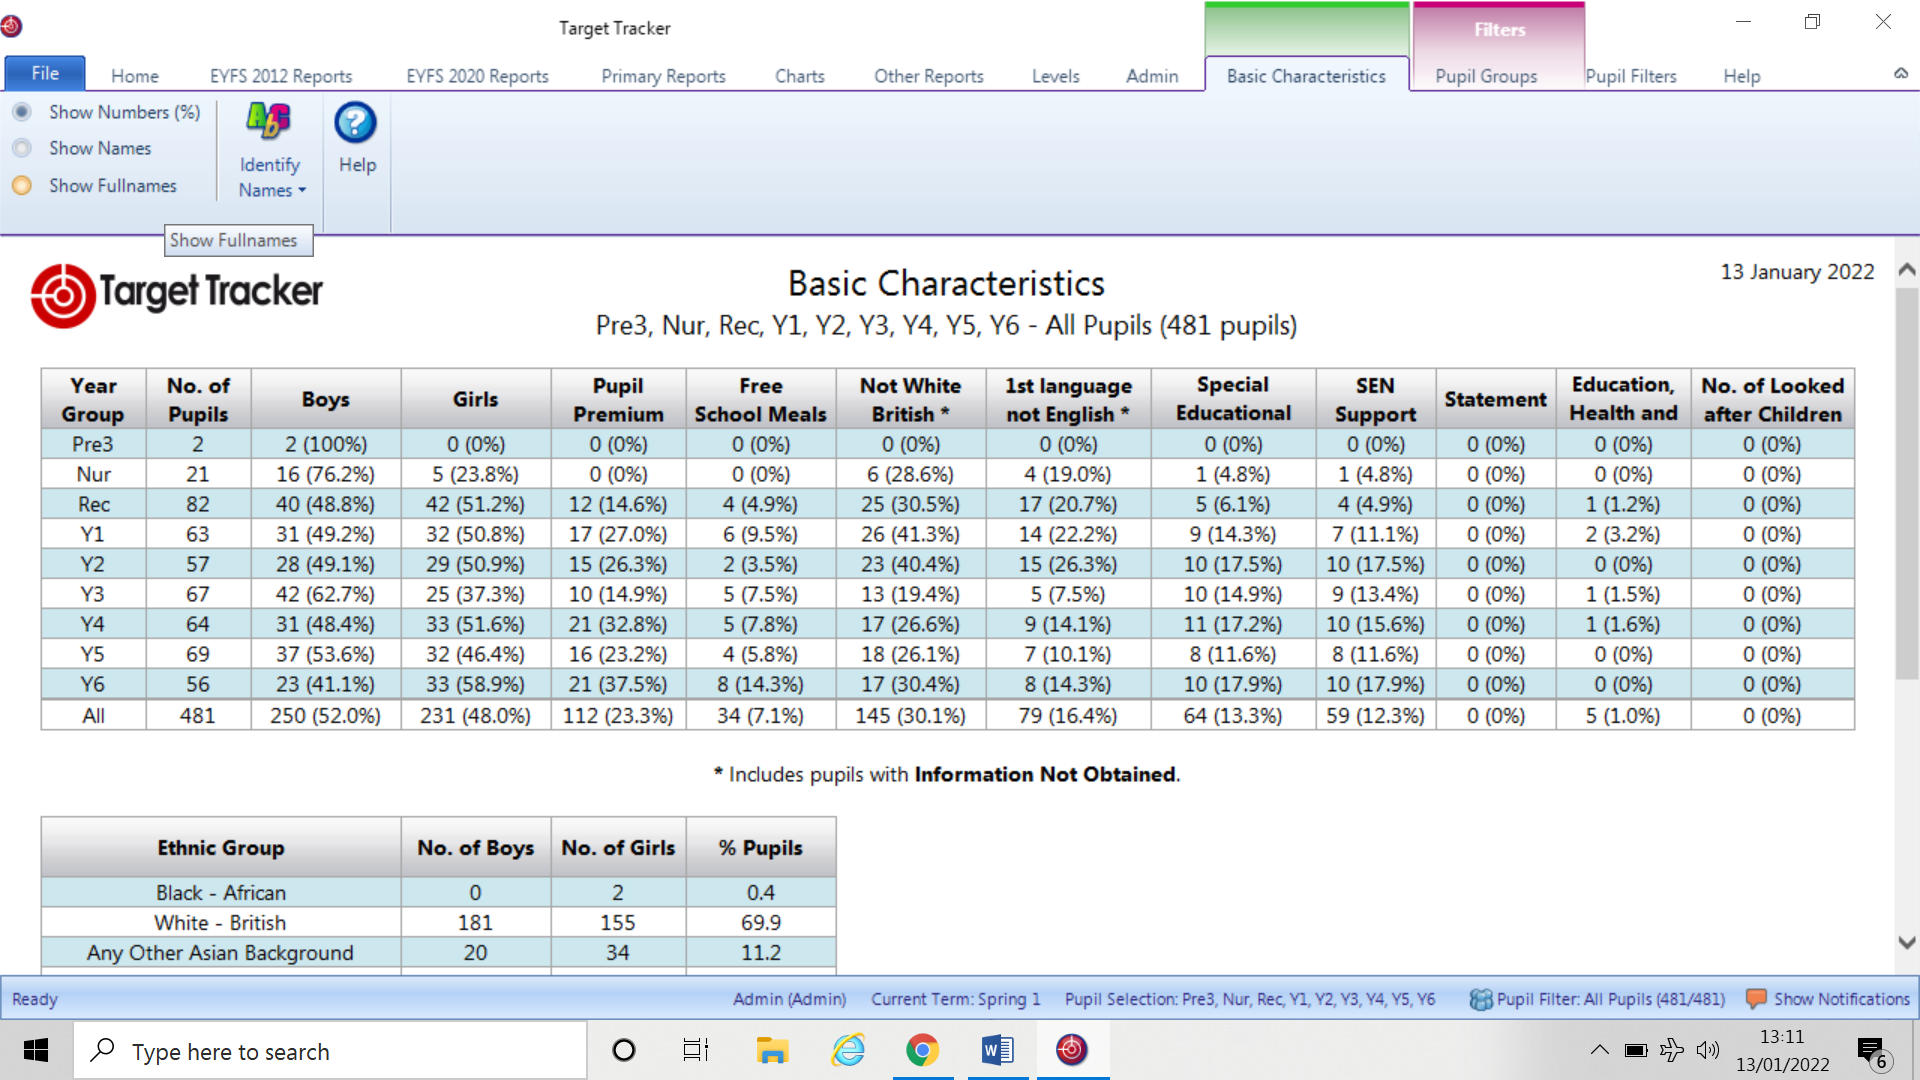 Target Tracker
Filters
File Home EYFS 2012 Reports EYFS 2020 Reports Primary Reports Charts Other Reports Levels Admin Basic Characteristics Pupil Groups Pupil Filters Help
Show Numbers (%)
Show Names
Show Fullnames
Identify
Names
Help
Show Fullnames
Target Tracker
Basic Characteristics
13 January 2022
Pre3, Nur, Rec, Y1, Y2, Y3, Y4, Y5, Y6 - All Pupils (481 pupils)
Year Group No. of Pupils Boys Girls Pupil Premium Free School Meals Not White British * 1st language not English * Special Educational SEN Support Statement Education, Health and No. of Looked after Children
Pre3 2 2 (100%) 0 (0%) 0 (0%) 0 (0%) 0 (0%) 0 (0%) 0 (0%) 0 (0%) 0 (0%) 0 (0%) 0 (0%)
Nur 21 16 (76.2%) 5 (23.8%) 0 (0%) 0 (0%) 6 (28.6%) 4 (19.0%) 1 (4.8%) 1 (4.8%) 0 (0%) 0 (0%) 0 (0%)
Rec 82 40 (48.8%) 42 (51.2%) 12 (14.6%) 4 (4.9%) 25 (30.5%) 17 (20.7%) 5 (6.1%) 4 (4.9%) 0 (0%) 1 (1.2%) 0 (0%)
Y1 63 31 (49.2%) 32 (50.8%) 17 (27.0%) 6 (9.5%) 26 (41.3%) 14 (22.2%) 9 (14.3%) 7 (11.1%) 0 (0%) 2 (3.2%) 0 (0%)
Y2 57 28 (49.1%) 29 (50.9%) 15 (26.3%) 2 (3.5%) 23 (40.4%) 15 (26.3%) 10 (17.5%) 10 (17.5%) 0 (0%) 0 (0%) 0 (0%)
Y3 67 42 (62.7%) 25 (37.3%) 10 (14.9%) 5 (7.5%) 13 (19.4%) 5 (7.5%) 10 (14.9%) 9 (13.4%) 0 (0%) 1 (1.5%) 0 (0%)
Y4 64 31 (48.4%) 33 (51.6%) 21 (32.8%) 5 (7.8%) 17 (26.6%) 9 (14.1%) 11 (17.2%) 10 (15.6%) 0 (0%) 1 (1.6%) 0 (0%)
Y5 69 37 (53.6%) 32 (46.4%) 16 (23.2%) 4 (5.8%) 18 (26.1%) 7 (10.1%) 8 (11.6%) 8 (11.6%) 0 (0%) 0 (0%) 0 (0%)
Y6 56 23 (41.1%) 33 (58.9%) 21 (37.5%) 8 (14.3%) 17 (30.4%) 8 (14.3%) 10 (17.9%) 10 (17.9%) 0 (0%) 0 (0%) 0 (0%)
All 481 250 (52.0%) 231 (48.0%) 112 (23.3%) 34 (7.1%) 145 (30.1%) 79 (16.4%) 64 (13.3%) 59 (12.3%) 0 (0%) 5 (1.0%) 0 (0%)
* Includes pupils with Information Not Obtained.
Ethnic Group No. of Boys No. of Girls % Pupils
Black - African 0 2 0.4
White - British 181 155 69.9
Any Other Asian Background 20 34 11.2
Ready Admin (Admin) Current Term: Spring 1 Pupil Selection: Pre3, Nur, Rec, Y1, Y2, Y3, Y4, Y5, Y6 Pupil Filter: All Pupils (481/481) Show Notifications
Type here to search
13:11
13/01/2022
6